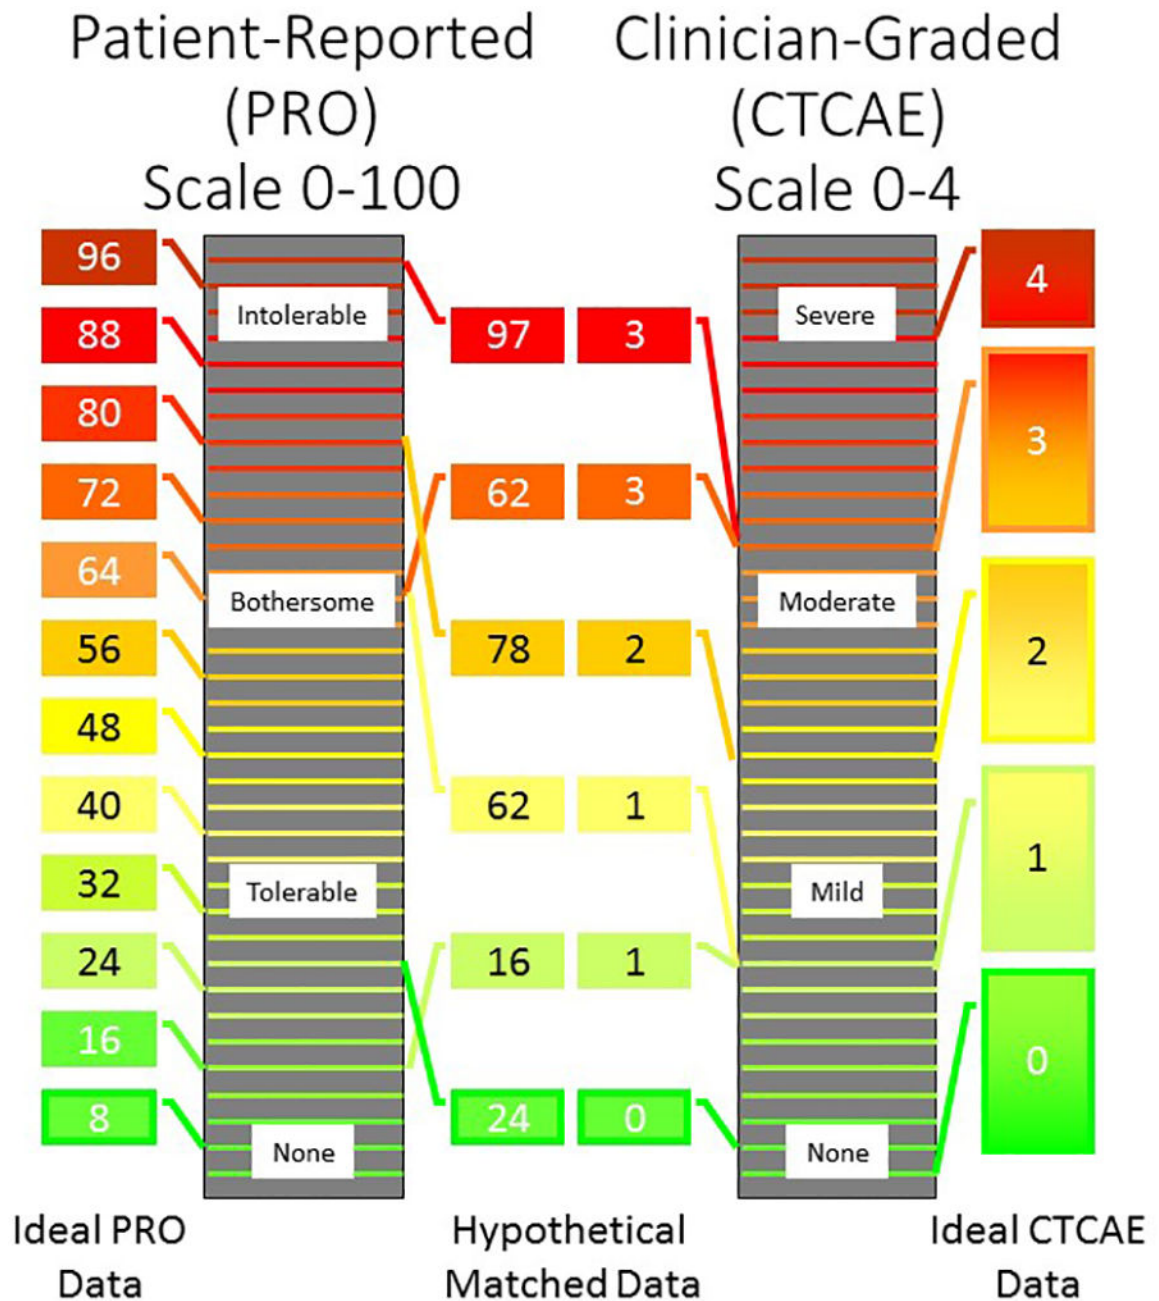 Patient-Reported
(PRO)
Scale 0-100
Clinician-Graded
(CTCAE)
Scale 0-4
96
88
80
72
64
56
48
40
32
24
16
8
Intolerable
Bothersome
Tolerable
None
97 3
62 3
78 2
62 1
16 1
24 0
Severe
Moderate
Mild
None
4
3
2
1
0
Ideal PRO
Data
Hypothetical
Matched Data
Ideal CTCAE
Data